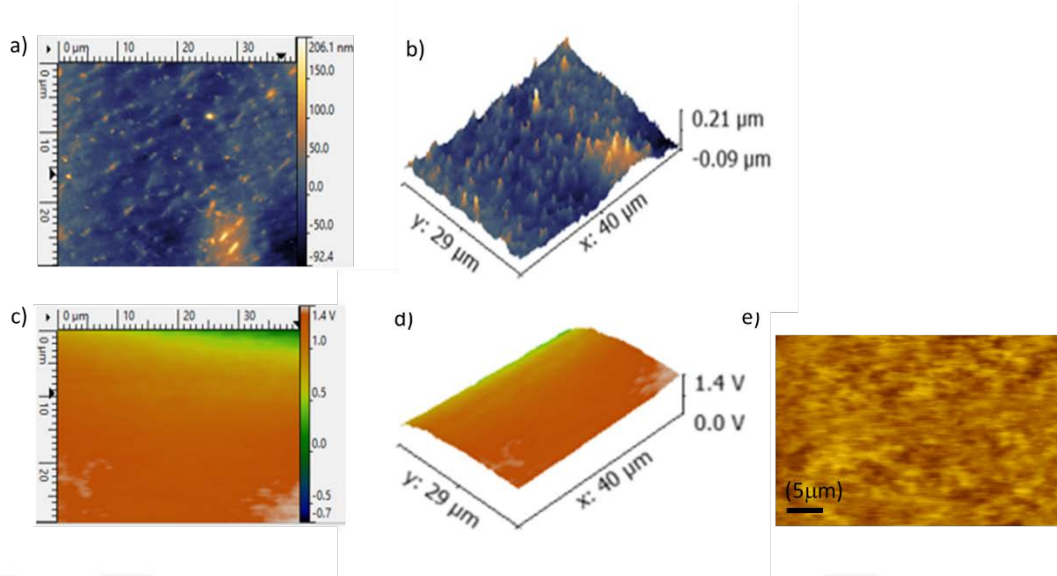 a)
0 µm 10 20 30
0 µm
10
20
206.1 nm
150.0
100.0
50.0
0.0
-50.0
-92.4
b)
0.21 µm
-0.09 µm
y: 29 µm
x: 40 µm
c)
0 µm 10 20 30
0 µm
10
20
1.4 V
1.0
0.5
0.0
-0.5
-0.7
d)
1.4 V
0.0 V
y: 29 µm
x: 40 µm
e)
(5µm)